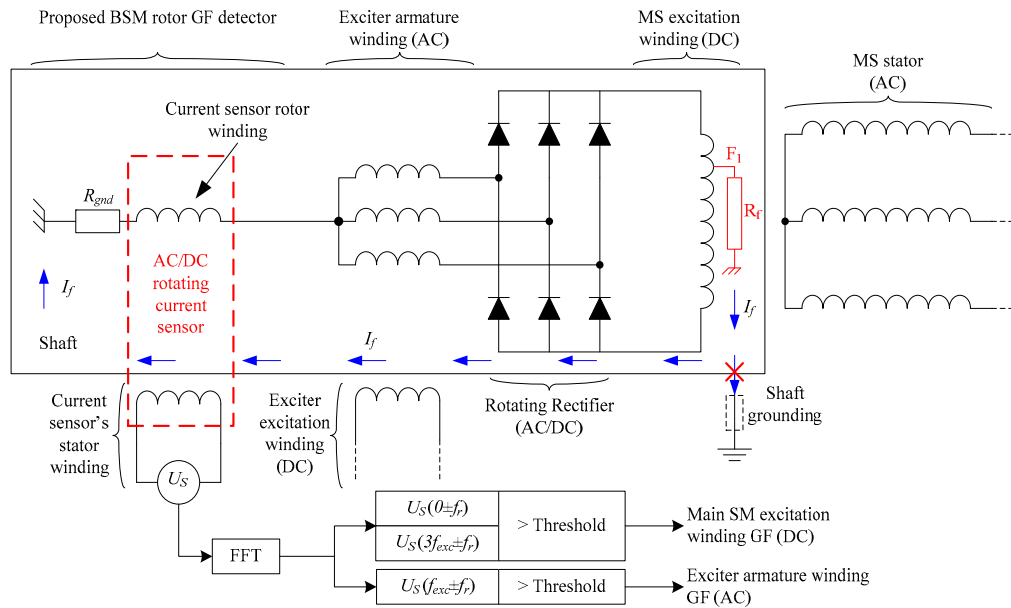 Proposed BSM rotor GF detector
Exciter armature
winding (AC)
MS excitation
winding (DC)
MS stator
(AC)
Current sensor rotor
winding
R_gnd
F_1
R_f
AC/DC
rotating
current
sensor
I_f
I_f
I_f
Shaft
Current
sensor's
stator
winding
Exciter
excitation
winding
(DC)
Rotating Rectifier
(AC/DC)
Shaft
grounding
U_S
FFT
U_S(0±f_r)
U_S(3f_exc±f_r)
> Threshold
Main SM excitation
winding GF (DC)
U_S(f_exc±f_r)
> Threshold
Exciter armature winding
GF (AC)